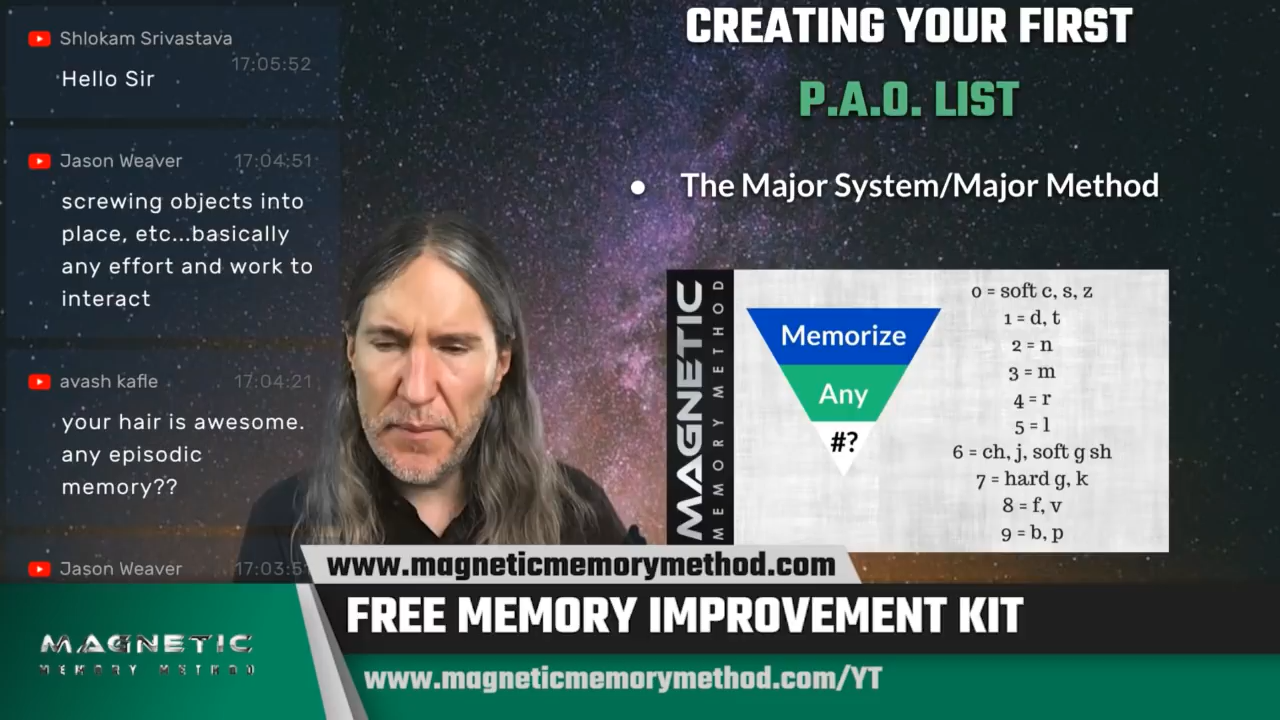 Shlokam Srivastava
17:05:52
Hello Sir
Jason Weaver 17:04:51
screwing objects into
place, etc...basically
any effort and work to
interact
avash kafle 17:04:21
your hair is awesome.
any episodic
memory??
Jason Weaver 17:03:5
CREATING YOUR FIRST
P.A.O. LIST
• The Major System/Major Method
MAGNETIC
MEMORY METHOD
Memorize
Any
#?
0 = soft c, s, z
1 = d, t
2 = n
3 = m
4 = r
5 = l
6 = ch, j, soft g sh
7 = hard g, k
8 = f, v
9 = b, p
www.magneticmemorymethod.com
FREE MEMORY IMPROVEMENT KIT
www.magneticmemorymethod.com/YT
MAGNETIC
MEMORY METHOD